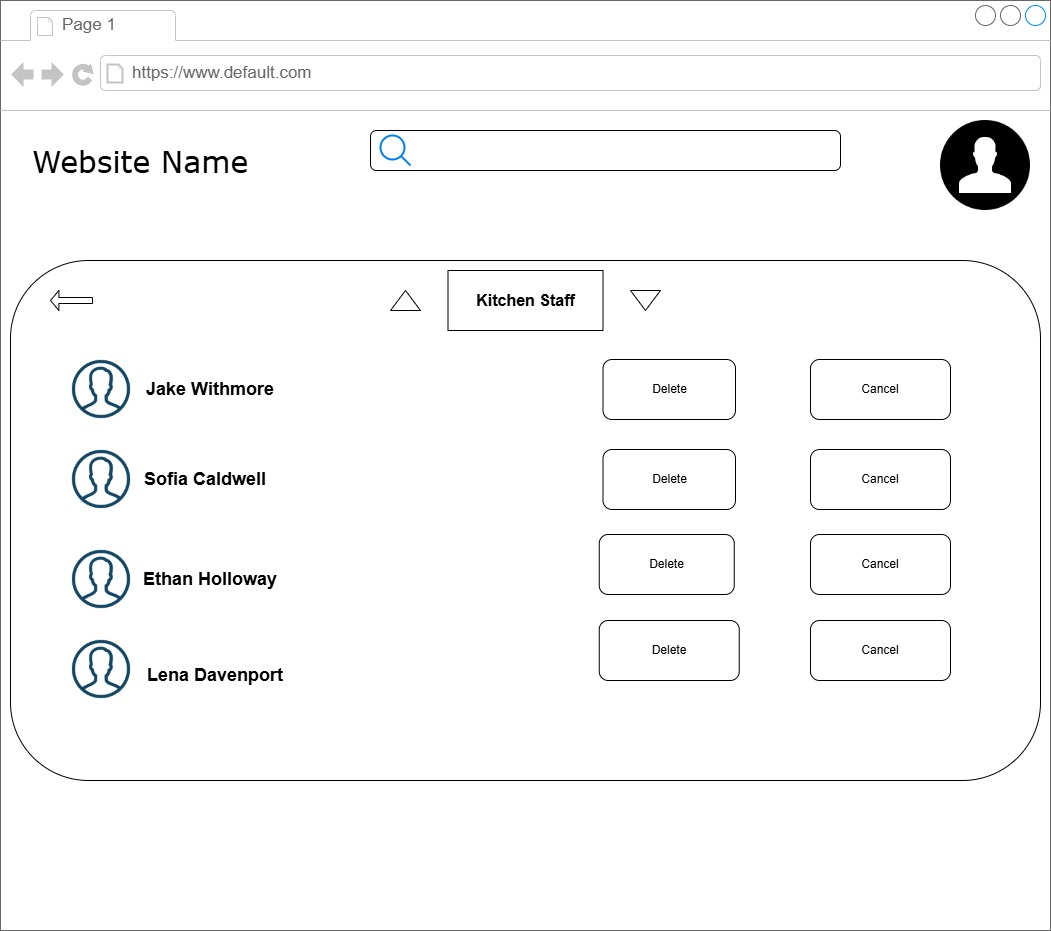 Page 1
https://www.default.com
Website Name
Kitchen Staff
Jake Withmore
Delete
Cancel
Sofia Caldwell
Delete
Cancel
Ethan Holloway
Delete
Cancel
Lena Davenport
Delete
Cancel